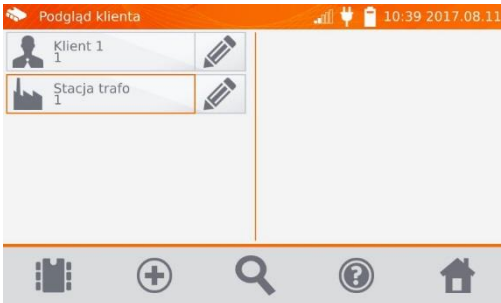 Podgląd klienta
10:39 2017.08.11
Klient 1
1
Stacja trafo
1